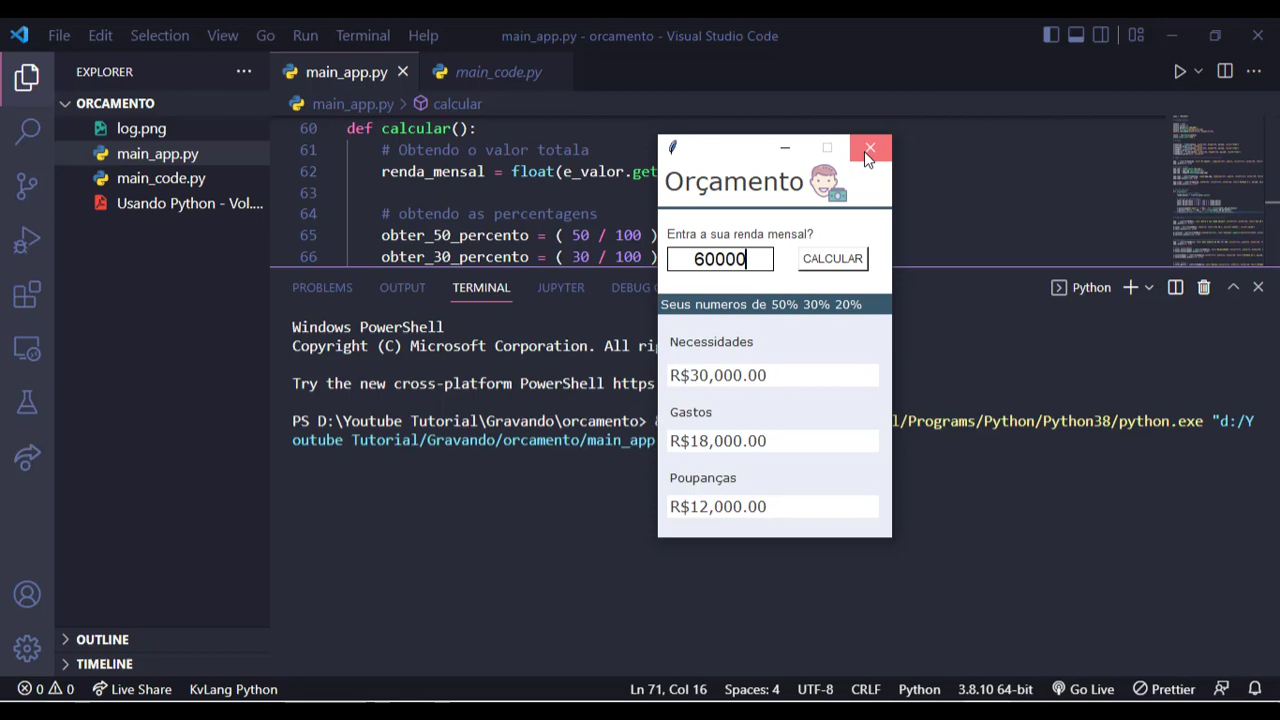 File Edit Selection View Go Run Terminal Help main_app.py - orcamento - Visual Studio Code
EXPLORER
main_app.py
main_code.py
ORCAMENTO
log.png
main_app.py
main_code.py
Usando Python - Vol....
OUTLINE
TIMELINE
main_app.py > calcular
60 def calcular():
61 # Obtendo o valor totala
62 renda_mensal = float(e_valor.get
63
64 # obtendo as percentagens
65 obter_50_percento = ( 50 / 100 )
66 obter_30_percento = ( 30 / 100 )
PROBLEMS OUTPUT TERMINAL JUPYTER DEBUG Python
Windows PowerShell
Copyright (C) Microsoft Corporation. All ri
Try the new cross-platform PowerShell https
PS D:\Youtube Tutorial\Gravando\orcamento> l/Programs/Python/Python38/python.exe "d:/Y
outube Tutorial/Gravando/orcamento/main_app
Orçamento
Entra a sua renda mensal?
60000 CALCULAR
Seus numeros de 50% 30% 20%
Necessidades
R$30,000.00
Gastos
R$18,000.00
Poupanças
R$12,000.00
0 0 Live Share KvLang Python Ln 71, Col 16 Spaces: 4 UTF-8 CRLF Python 3.8.10 64-bit Go Live Prettier